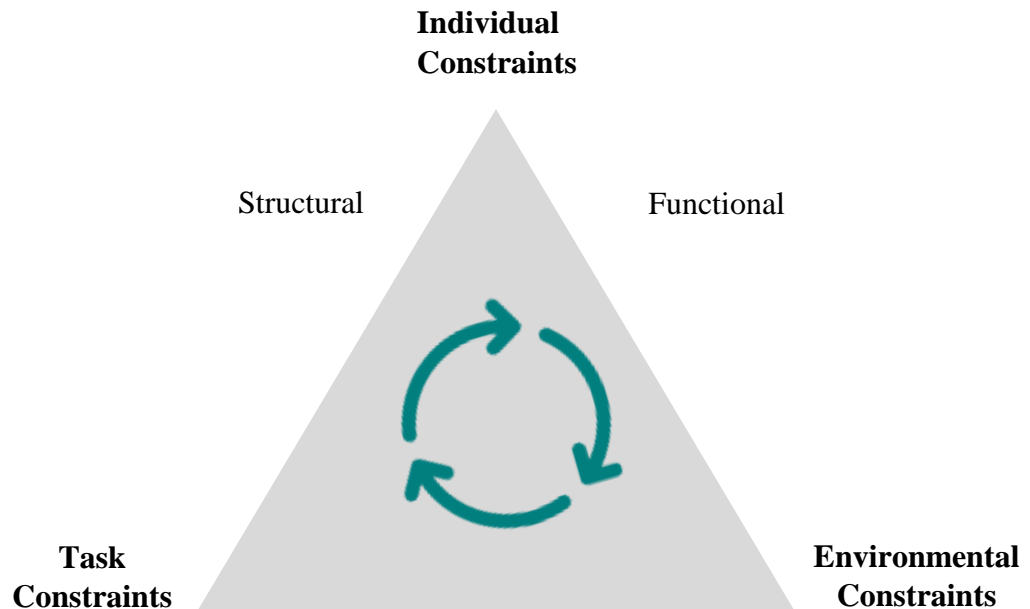 Individual
Constraints
Structural
Functional
Task
Constraints
Environmental
Constraints